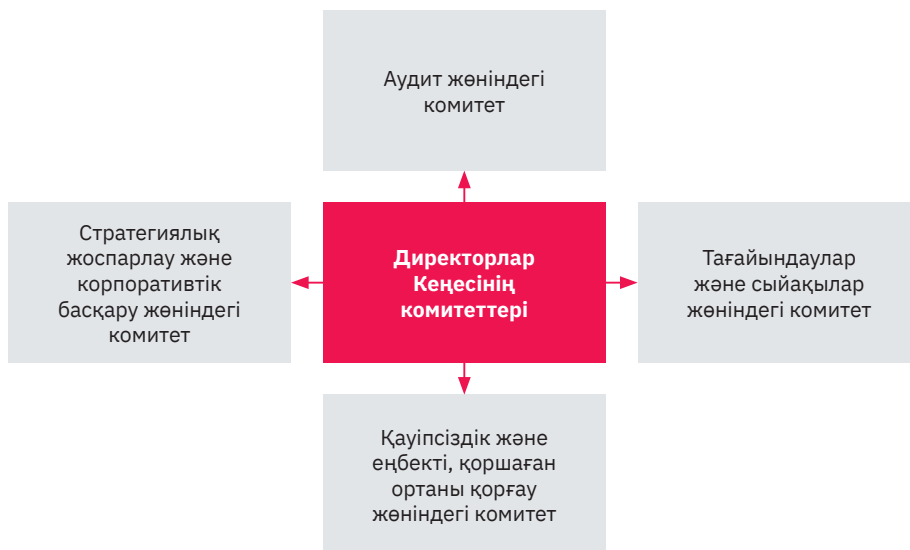 Аудит жөніндегі
комитет
Стратегиялық
жоспарлау және
корпоративтік
басқару жөніндегі
комитет
Директорлар
Кеңесінің
комитеттері
Тағайындаулар
және сыйақылар
жөніндегі комитет
Қауіпсіздік және
еңбекті, қоршаған
ортаны қорғау
жөніндегі комитет